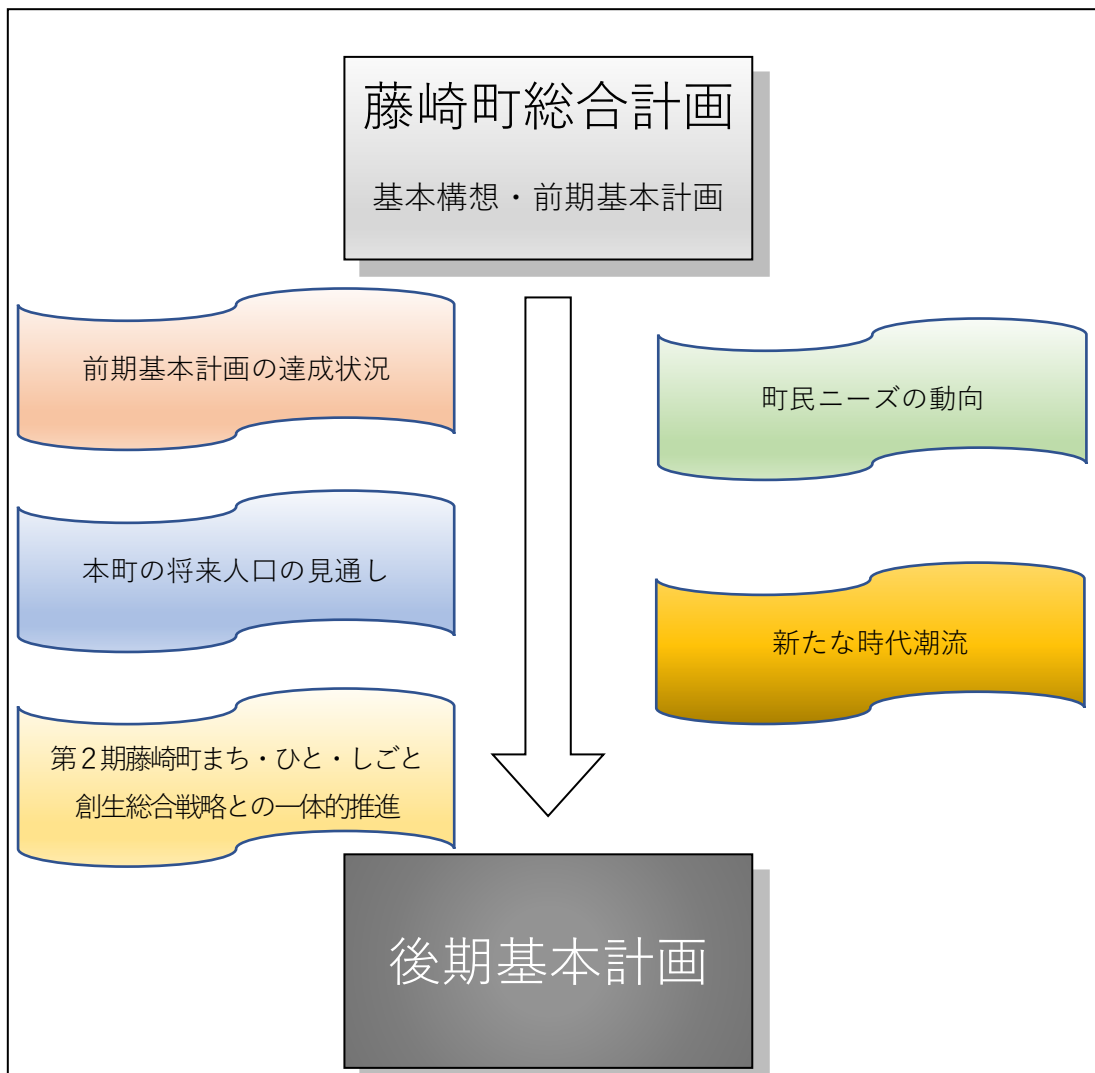 藤崎町総合計画
基本構想・前期基本計画
前期基本計画の達成状況
町民ニーズの動向
本町の将来人口の見通し
新たな時代潮流
第２期藤崎町まち・ひと・しごと
創生総合戦略との一体的推進
後期基本計画